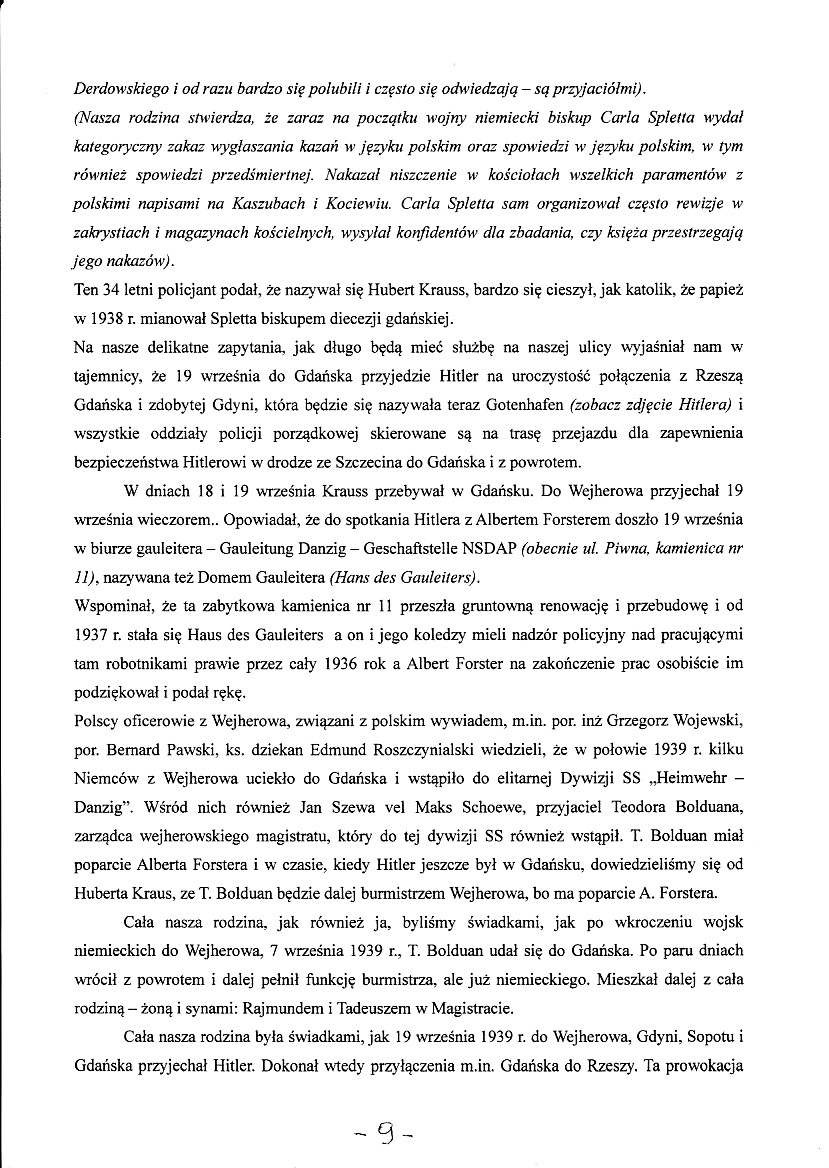 Derdowskiego i od razu bardzo się polubili i często się odwiedzają – są przyjaciółmi).
(Nasza rodzina stwierdza, że zaraz na początku wojny niemiecki biskup Carla Spletta wydał
kategoryczny zakaz wygłaszania kazań w języku polskim oraz spowiedzi w języku polskim, w tym
również spowiedzi przedśmiertnej. Nakazał niszczenie w kościołach wszelkich paramentów z
polskimi napisami na Kaszubach i Kociewiu. Carla Spletta sam organizował często rewizje w
zakrystiach i magazynach kościelnych, wysyłał konfidentów dla zbadania, czy księża przestrzegają
jego nakazów).
Ten 34 letni policjant podał, że nazywał się Hubert Krauss, bardzo się cieszył, jak katolik, że papież
w 1938 r. mianował Spletta biskupem diecezji gdańskiej.
Na nasze delikatne zapytania, jak długo będą mieć służbę na naszej ulicy wyjaśniał nam w
tajemnicy, że 19 września do Gdańska przyjedzie Hitler na uroczystość połączenia z Rzeszą
Gdańska i zdobytej Gdyni, która będzie się nazywała teraz Gotenhafen (zobacz zdjęcie Hitlera) i
wszystkie oddziały policji porządkowej skierowane są na trasę przejazdu dla zapewnienia
bezpieczeństwa Hitlerowi w drodze ze Szczecina do Gdańska i z powrotem.
W dniach 18 i 19 września Krauss przebywał w Gdańsku. Do Wejherowa przyjechał 19
września wieczorem.. Opowiadał, że do spotkania Hitlera z Albertem Forsterem doszło 19 września
w biurze gauleitera – Gauleitung Danzig – Geschaftstelle NSDAP (obecnie ul. Piwna, kamienica nr
11), nazywana też Domem Gauleitera (Hans des Gauleiters).
Wspominał, że ta zabytkowa kamienica nr 11 przeszła gruntowną renowację i przebudowę i od
1937 r. stała się Haus des Gauleiters a on i jego koledzy mieli nadzór policyjny nad pracującymi
tam robotnikami prawie przez cały 1936 rok a Albert Forster na zakończenie prac osobiście im
podziękował i podał rękę.
Polscy oficerowie z Wejherowa, związani z polskim wywiadem, m.in. por. inż Grzegorz Wojewski,
por. Bernard Pawski, ks. dziekan Edmund Roszczynialski wiedzieli, że w połowie 1939 r. kilku
Niemców z Wejherowa uciekło do Gdańska i wstąpiło do elitarnej Dywizji SS „Heimwehr –
Danzig”. Wśród nich również Jan Szewa vel Maks Schoewe, przyjaciel Teodora Bolduana,
zarządca wejherowskiego magistratu, który do tej dywizji SS również wstąpił. T. Bolduan miał
poparcie Alberta Forstera i w czasie, kiedy Hitler jeszcze był w Gdańsku, dowiedzieliśmy się od
Huberta Kraus, ze T. Bolduan będzie dalej burmistrzem Wejherowa, bo ma poparcie A. Forstera.
Cała nasza rodzina, jak również ja, byliśmy świadkami, jak po wkroczeniu wojsk
niemieckich do Wejherowa, 7 września 1939 r., T. Bolduan udał się do Gdańska. Po paru dniach
wrócił z powrotem i dalej pełnił funkcję burmistrza, ale już niemieckiego. Mieszkał dalej z cała
rodziną – żoną i synami: Rajmundem i Tadeuszem w Magistracie.
Cała nasza rodzina była świadkami, jak 19 września 1939 r. do Wejherowa, Gdyni, Sopotu i
Gdańska przyjechał Hitler. Dokonał wtedy przyłączenia m.in. Gdańska do Rzeszy. Ta prowokacja
- 9 -